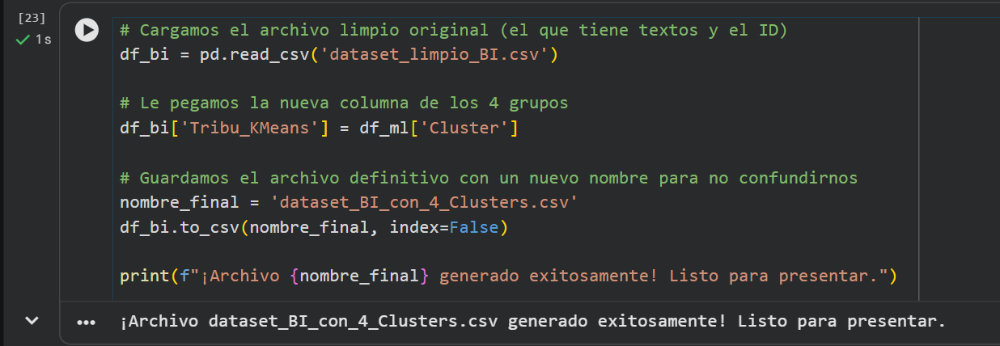 [23]
1 s
# Cargamos el archivo limpio original (el que tiene textos y el ID)
df_bi = pd.read_csv('dataset_limpio_BI.csv')
# Le pegamos la nueva columna de los 4 grupos
df_bi['Tribu_KMeans'] = df_ml['Cluster']
# Guardamos el archivo definitivo con un nuevo nombre para no confundirnos
nombre_final = 'dataset_BI_con_4_Clusters.csv'
df_bi.to_csv(nombre_final, index=False)
print(f"¡Archivo {nombre_final} generado exitosamente! Listo para presentar.")
¡Archivo dataset_BI_con_4_Clusters.csv generado exitosamente! Listo para presentar.